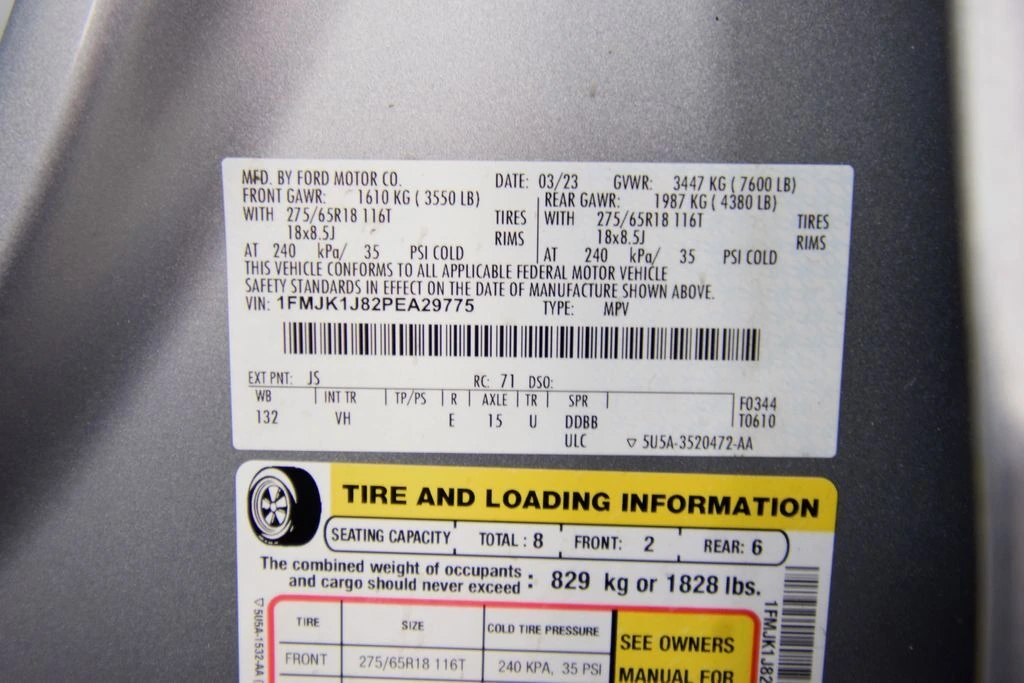 MFD. BY FORD MOTOR CO. DATE: 03/23 GVWR: 3447 KG ( 7600 LB)
FRONT GAWR: 1610 KG ( 3550 LB) REAR GAWR: 1987 KG ( 4380 LB)
WITH 275/65R18 116T TIRES WITH 275/65R18 116T TIRES
18x8.5J RIMS 18x8.5J RIMS
AT 240 kPa/ 35 PSI COLD AT 240 kPa/ 35 PSI COLD
THIS VEHICLE CONFORMS TO ALL APPLICABLE FEDERAL MOTOR VEHICLE
SAFETY STANDARDS IN EFFECT ON THE DATE OF MANUFACTURE SHOWN ABOVE.
VIN: 1FMJK1J82PEA29775 TYPE: MPV
EXT PNT: JS RC: 71 DSO:
WB INT TR TP/PS R AXLE TR SPR F0344
132 VH E 15 U DDBB T0610
ULC ▽ 5U5A-3520472-AA
TIRE AND LOADING INFORMATION
SEATING CAPACITY TOTAL : 8 FRONT: 2 REAR: 6
The combined weight of occupants
and cargo should never exceed : 829 kg or 1828 lbs.
TIRE SIZE COLD TIRE PRESSURE SEE OWNERS
FRONT 275/65R18 116T 240 KPA, 35 PSI MANUAL FOR
▽ 5U5A-1532-AA (
1FMJK1J82